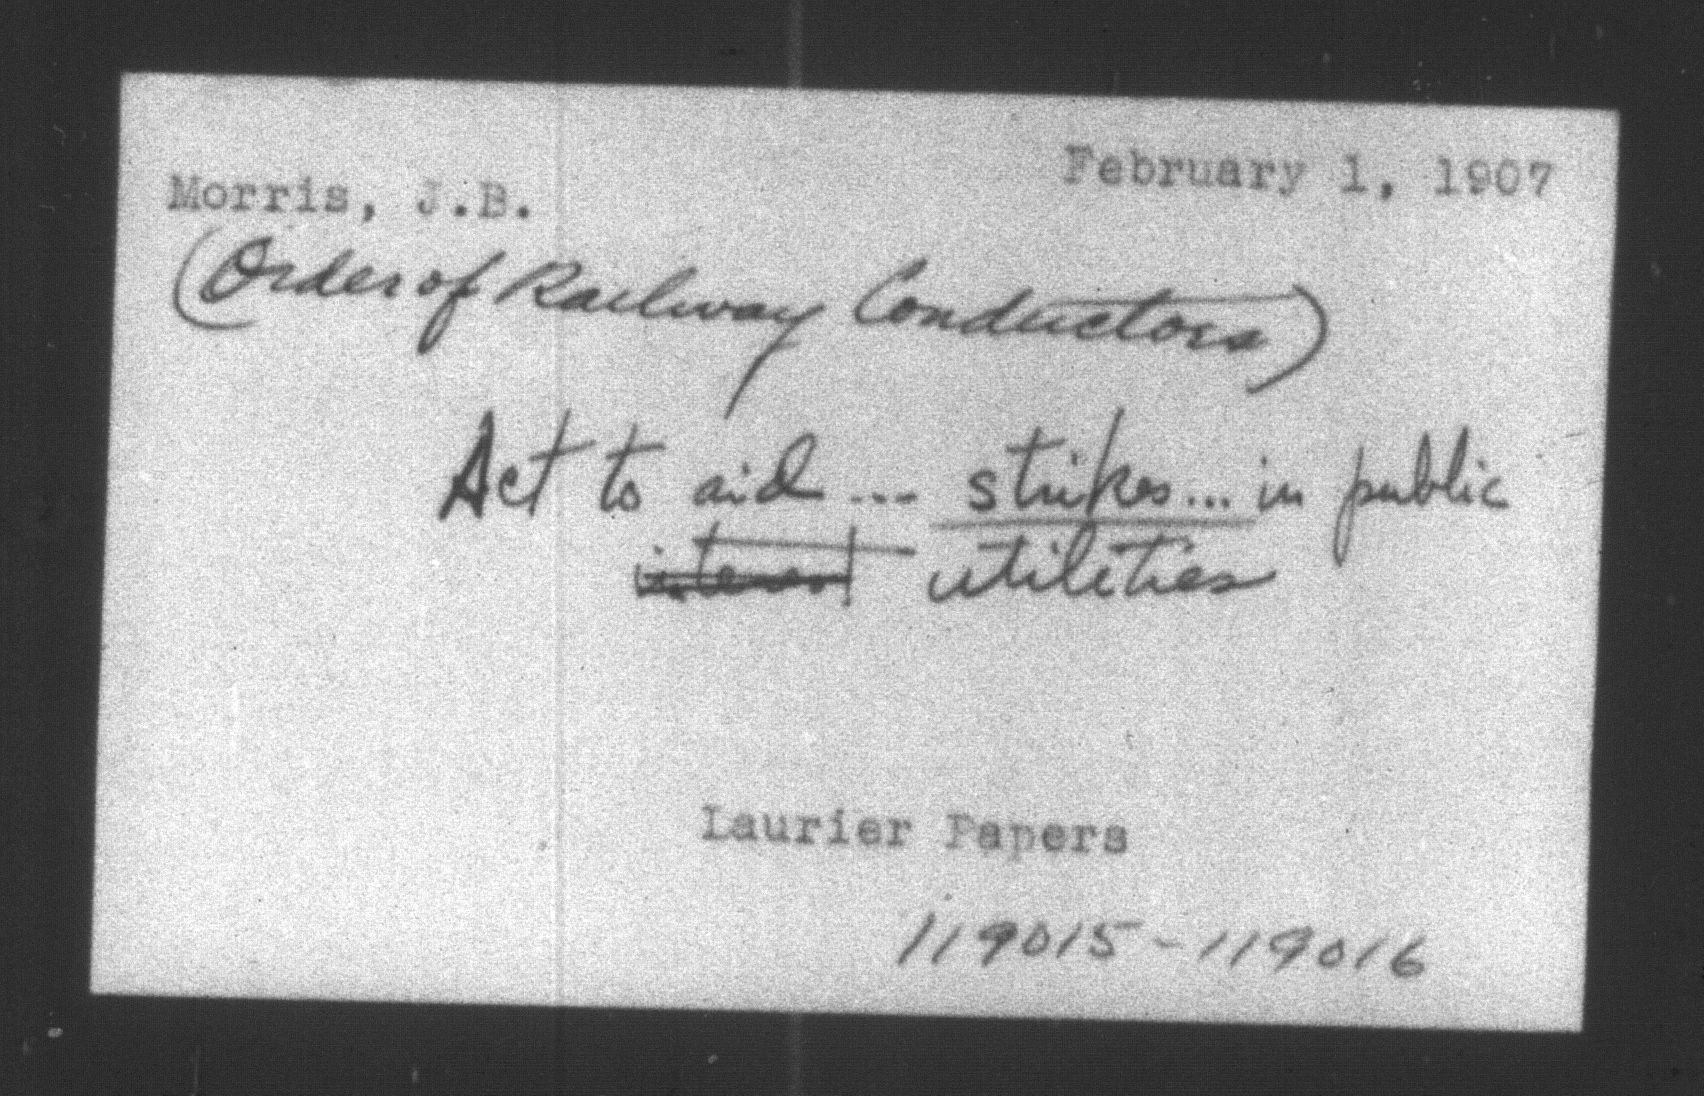 February 1, 1907
Morris, J.B.
(Order of Railway Conductors)
Act to aid ... strikes... in public
utilities
Laurier Papers
119015-119016